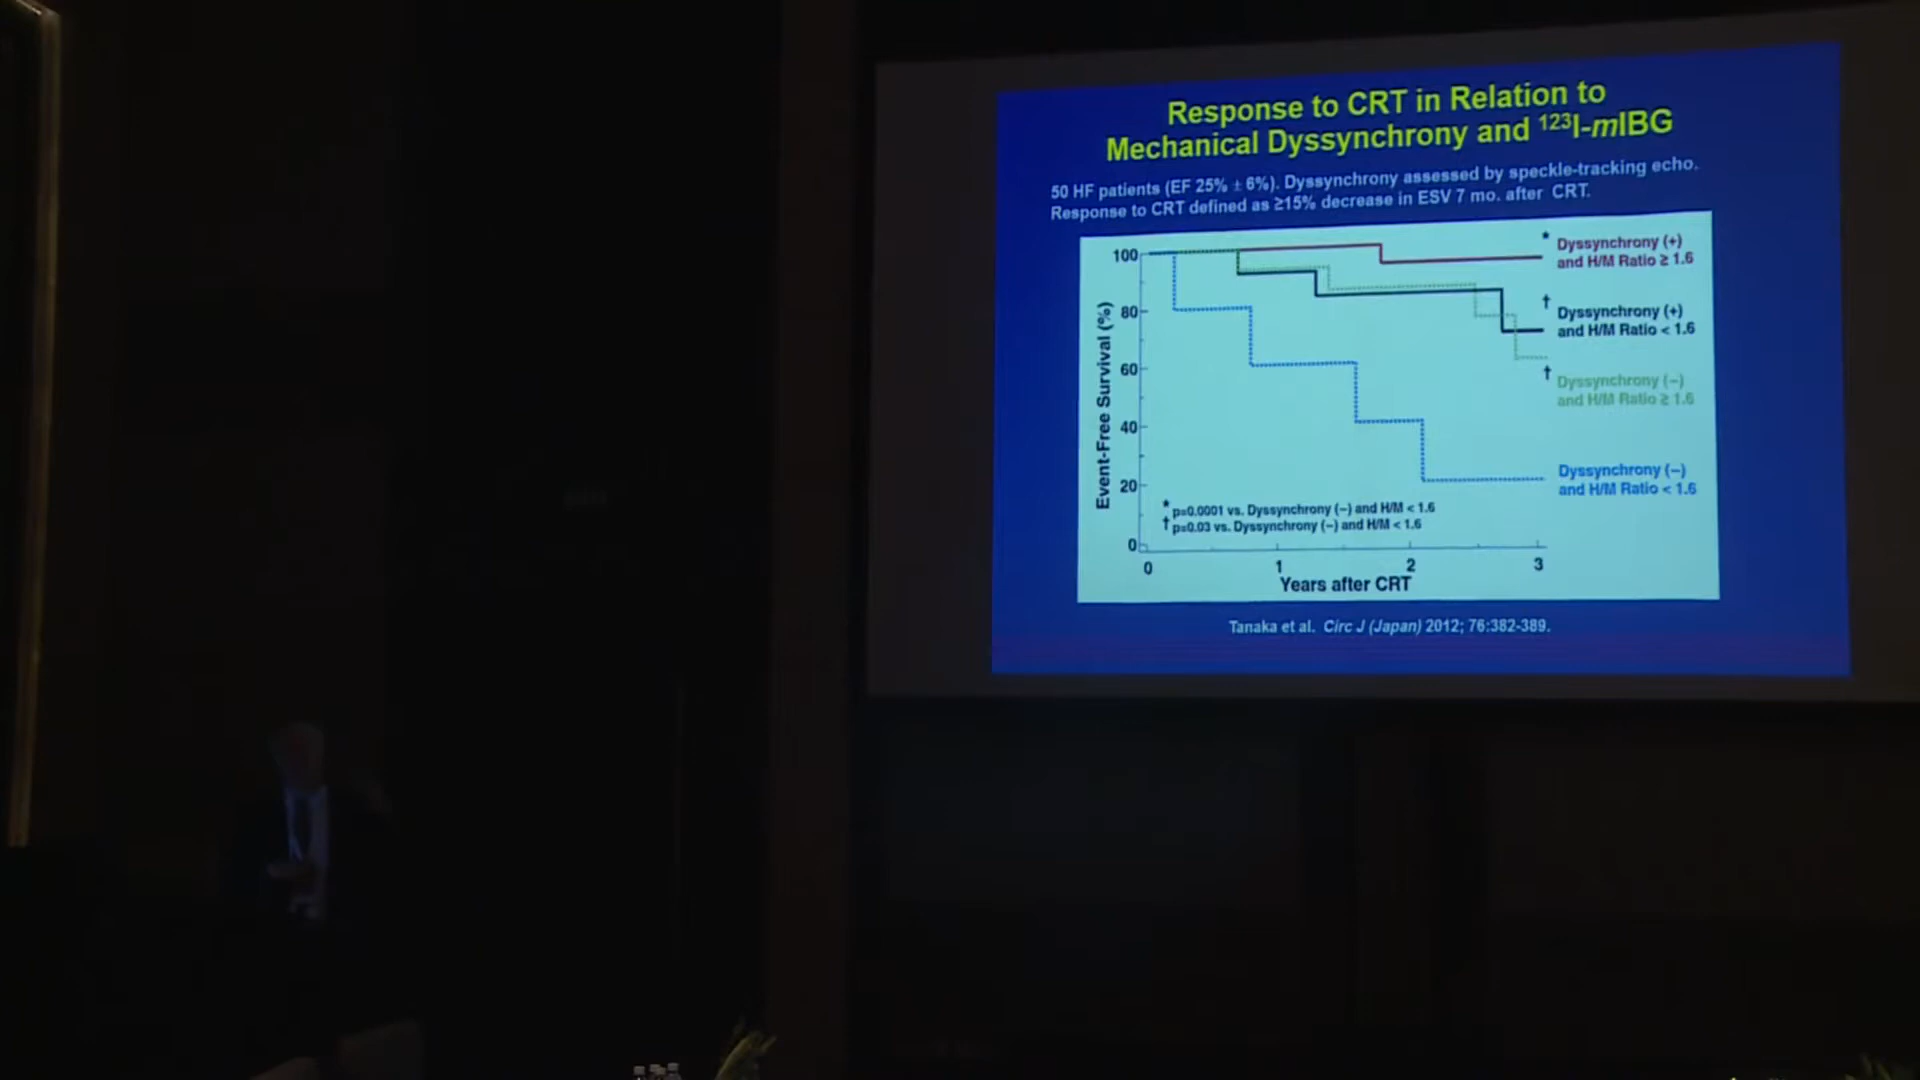 Response to CRT in Relation to
Mechanical Dyssynchrony and ¹²³I-mIBG
50 HF patients (EF 25% ± 6%). Dyssynchrony assessed by speckle-tracking echo.
Response to CRT defined as ≥15% decrease in ESV 7 mo. after CRT.
Event-Free Survival (%)
100
80
60
40
20
0
* Dyssynchrony (+)
and H/M Ratio ≥ 1.6
† Dyssynchrony (+)
and H/M Ratio < 1.6
† Dyssynchrony (−)
and H/M Ratio ≥ 1.6
Dyssynchrony (−)
and H/M Ratio < 1.6
* p=0.0001 vs. Dyssynchrony (−) and H/M < 1.6
† p=0.03 vs. Dyssynchrony (−) and H/M < 1.6
0 1 2 3
Years after CRT
Tanaka et al. Circ J (Japan) 2012; 76:382-389.